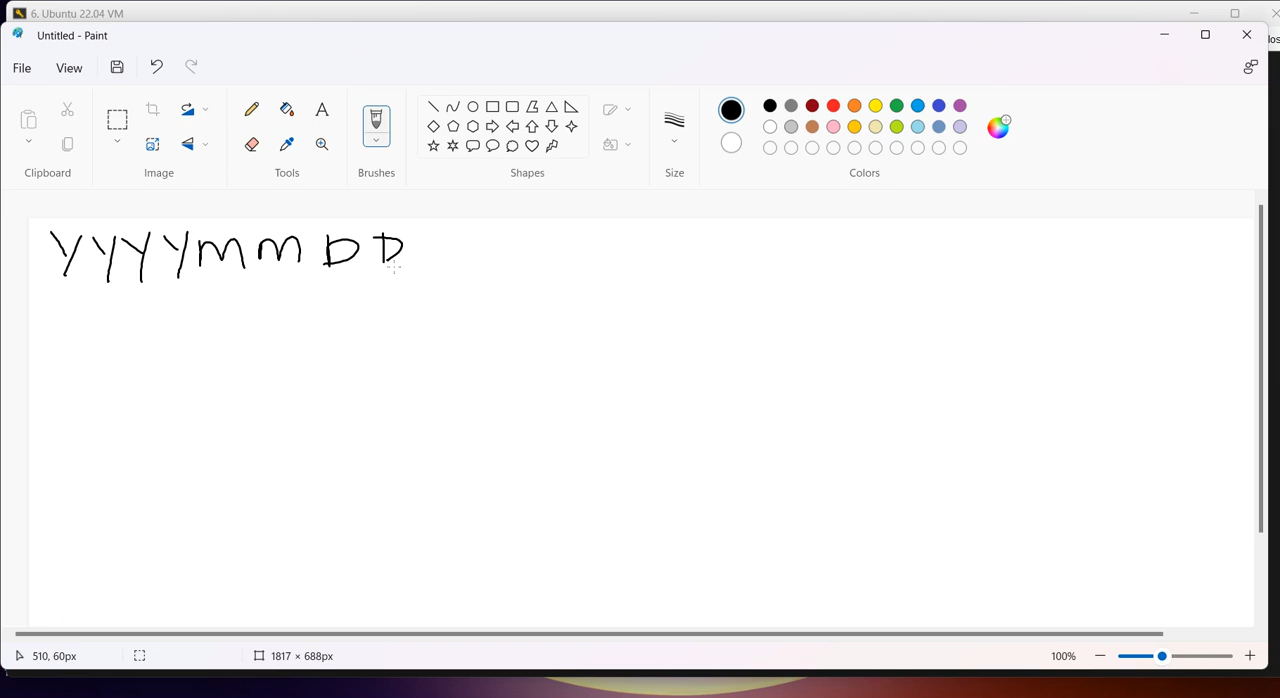 6. Ubuntu 22.04 VM
Untitled - Paint
File View
Clipboard Image Tools Brushes Shapes Size Colors
YYYYMMDD
510, 60px 1817 × 688px 100%